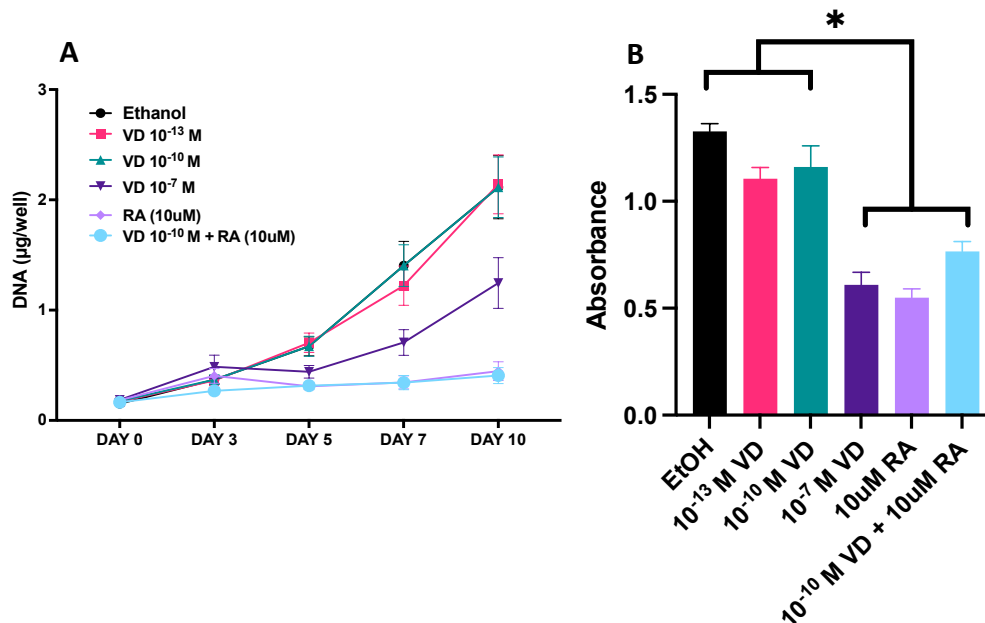 A
3
2
1
0
DNA (µg/well)
Ethanol
VD 10⁻¹³ M
VD 10⁻¹⁰ M
VD 10⁻⁷ M
RA (10uM)
VD 10⁻¹⁰ M + RA (10uM)
DAY 0 DAY 3 DAY 5 DAY 7 DAY 10
B
*
1.5
1.0
0.5
0.0
Absorbance
EtOH
10⁻¹³ M VD
10⁻¹⁰ M VD
10⁻⁷ M VD
10uM RA
10⁻¹⁰ M VD + 10uM RA